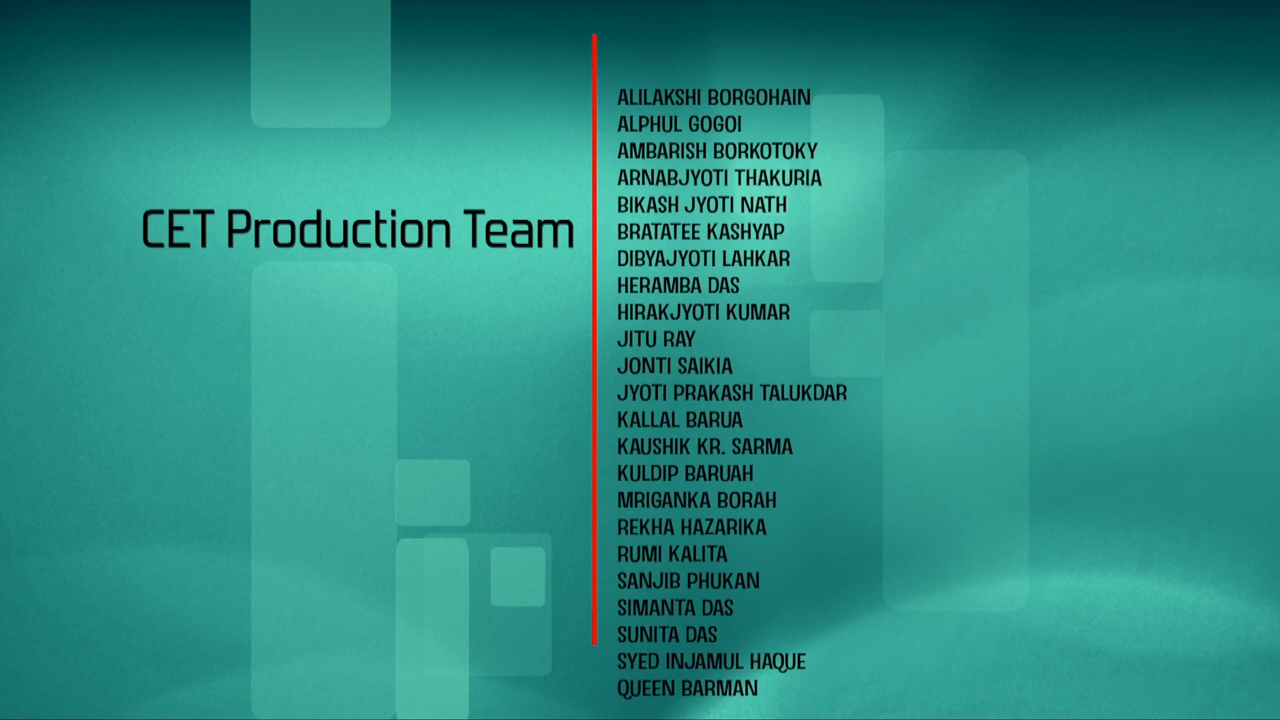 CET Production Team
ALILAKSHI BORGOHAIN
ALPHUL GOGOI
AMBARISH BORKOTOKY
ARNABJYOTI THAKURIA
BIKASH JYOTI NATH
BRATATEE KASHYAP
DIBYAJYOTI LAHKAR
HERAMBA DAS
HIRAKJYOTI KUMAR
JITU RAY
JONTI SAIKIA
JYOTI PRAKASH TALUKDAR
KALLAL BARUA
KAUSHIK KR. SARMA
KULDIP BARUAH
MRIGANKA BORAH
REKHA HAZARIKA
RUMI KALITA
SANJIB PHUKAN
SIMANTA DAS
SUNITA DAS
SYED INJAMUL HAQUE
QUEEN BARMAN